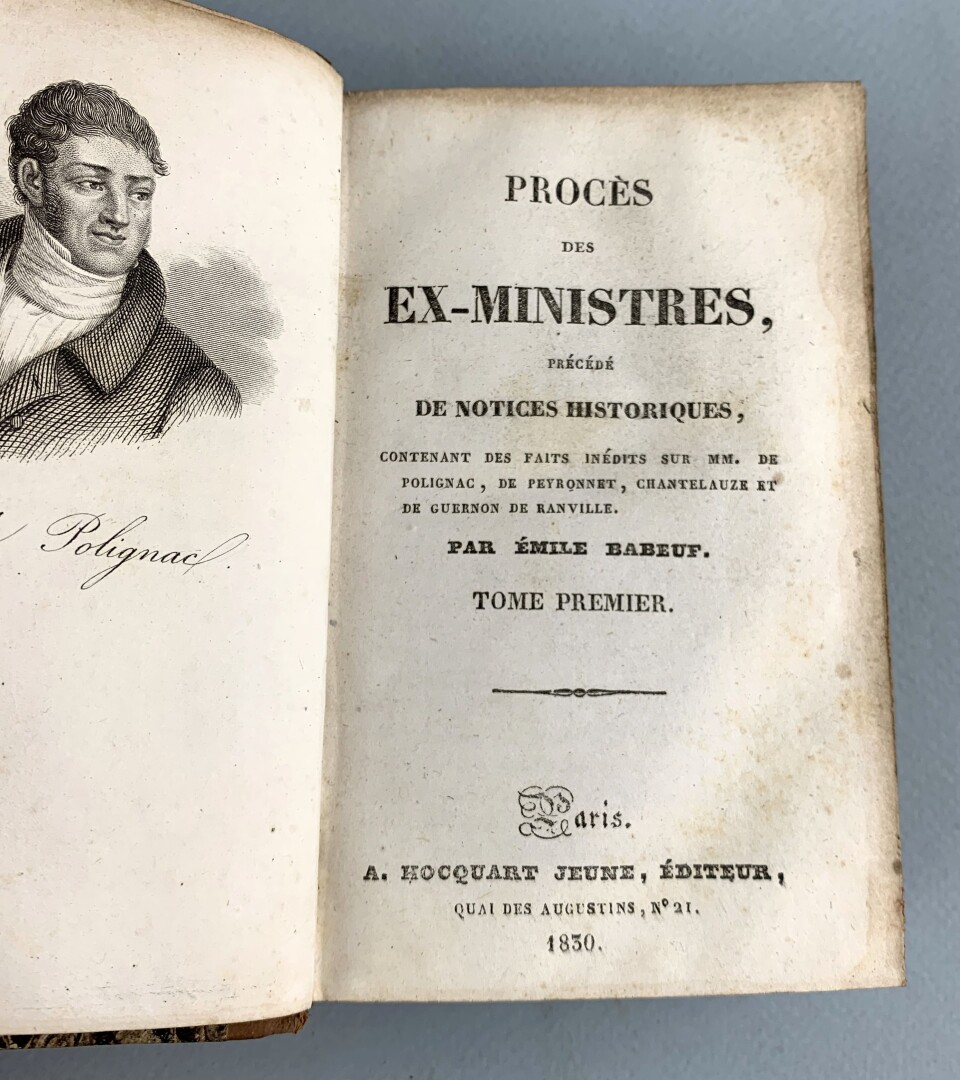 Polignac.
PROCÈS
DES
EX-MINISTRES,
PRÉCÉDÉ
DE NOTICES HISTORIQUES,
CONTENANT DES FAITS INÉDITS SUR MM. DE
POLIGNAC, DE PEYRONNET, CHANTELAUZE ET
DE GUERNON DE RANVILLE.
PAR ÉMILE BABEUF.
TOME PREMIER.
Paris.
A. HOCQUART JEUNE, ÉDITEUR,
QUAI DES AUGUSTINS, Nº 21.
1830.